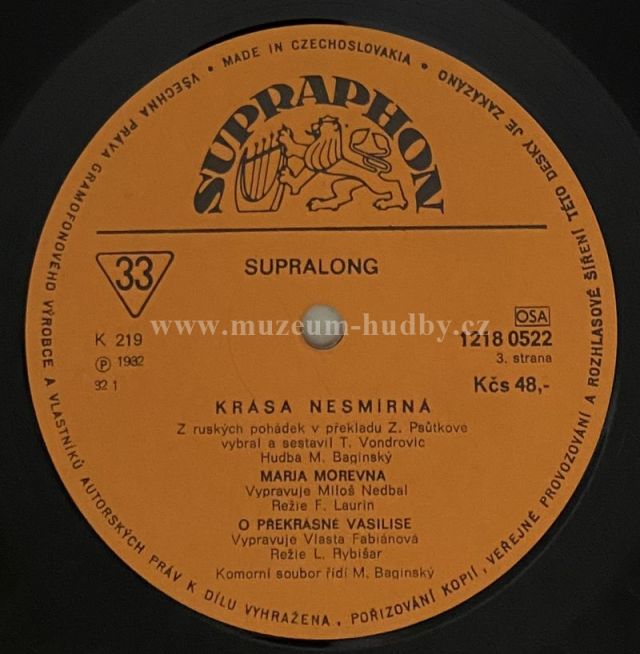 VŠECHNA PRÁVA GRAMOFONOVÉHO VÝROBCE A VLASTNÍKŮ AUTORSKÝCH PRÁV K DÍLU VYHRAŽENA, POŘIZOVÁNÍ KOPIÍ, VEŘEJNÉ PROVOZOVÁNÍ A ROZHLASOVÉ ŠÍŘENÍ TÉTO DESKY JE ZAKÁZÁNO • MADE IN CZECHOSLOVAKIA •
SUPRAPHON
33
SUPRALONG
www.muzeum-hudby.cz
OSA
K 219
1218 0522
Ⓟ 1982
3. strana
92 1
Kčs 48,-
KRÁSA NESMÍRNÁ
Z ruských pohádek v překladu Z. Psůtkové
vybral a sestavil T. Vondrovic
Hudba M. Baginský
MARJA MOREVNA
Vypravuje Miloš Nedbal
Režie F. Laurin
O PŘEKRÁSNÉ VASILISE
Vypravuje Vlasta Fabiánová
Režie L. Rybišar
Komorní soubor řídí M. Baginský